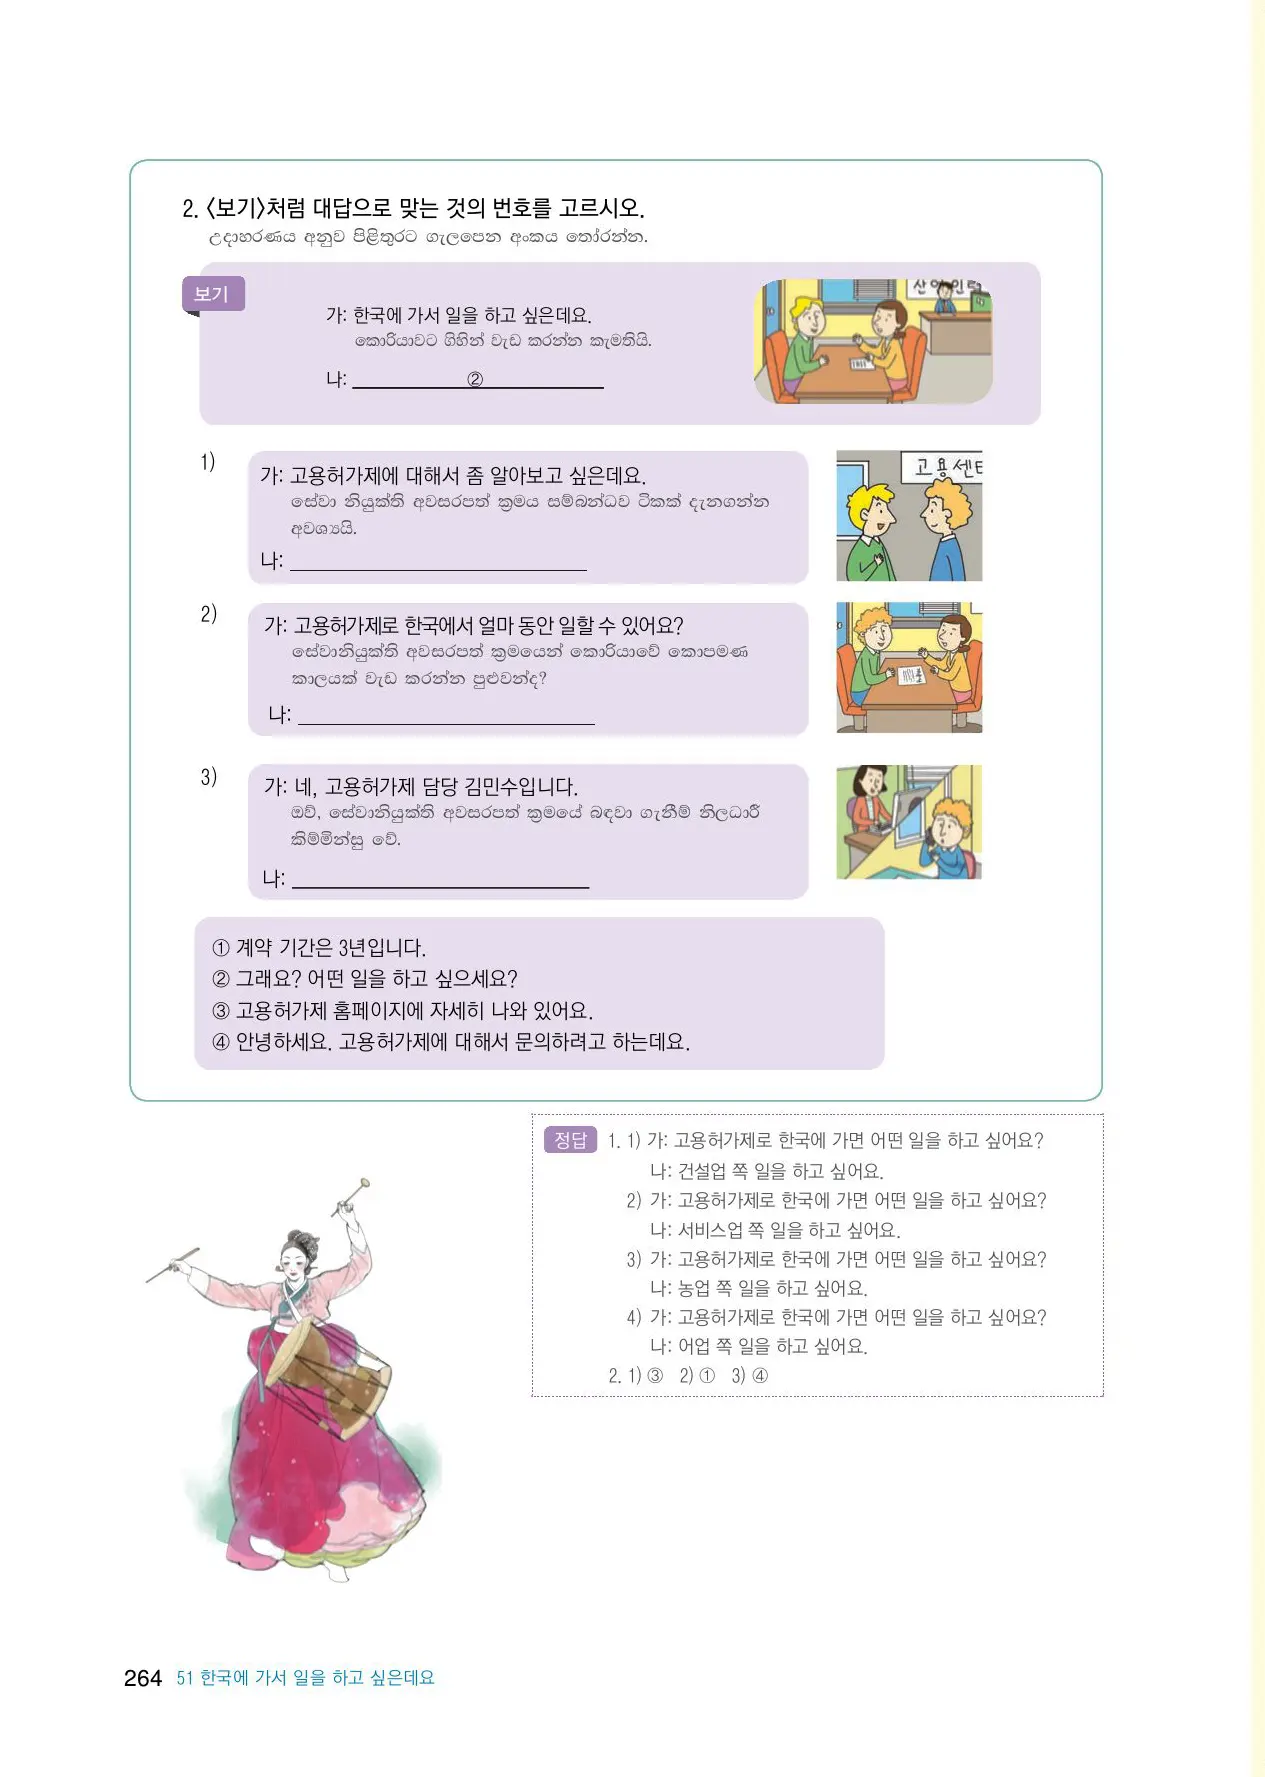 2. 〈보기〉처럼 대답으로 맞는 것의 번호를 고르시오.
උදාහරණය අනුව පිළිතුරට ගැලපෙන අංකය තෝරන්න.
보기
가: 한국에 가서 일을 하고 싶은데요.
කොරියාවට ගිහින් වැඩ කරන්න කැමතියි.
나: ②
산업인력
1)
가: 고용허가제에 대해서 좀 알아보고 싶은데요.
සේවා නියුක්ති අවසරපත් ක්‍රමය සම්බන්ධව ටිකක් දැනගන්න
අවශ්‍යයි.
나:
고용센터
2)
가: 고용허가제로 한국에서 얼마 동안 일할 수 있어요?
සේවානියුක්ති අවසරපත් ක්‍රමයෙන් කොරියාවේ කොපමණ
කාලයක් වැඩ කරන්න පුළුවන්ද?
나:
3)
가: 네, 고용허가제 담당 김민수입니다.
ඔව්, සේවානියුක්ති අවසරපත් ක්‍රමයේ බඳවා ගැනීම් නිලධාරී
කිම්මින්සු වේ.
나:
① 계약 기간은 3년입니다.
② 그래요? 어떤 일을 하고 싶으세요?
③ 고용허가제 홈페이지에 자세히 나와 있어요.
④ 안녕하세요. 고용허가제에 대해서 문의하려고 하는데요.
정답 1. 1) 가: 고용허가제로 한국에 가면 어떤 일을 하고 싶어요?
나: 건설업 쪽 일을 하고 싶어요.
2) 가: 고용허가제로 한국에 가면 어떤 일을 하고 싶어요?
나: 서비스업 쪽 일을 하고 싶어요.
3) 가: 고용허가제로 한국에 가면 어떤 일을 하고 싶어요?
나: 농업 쪽 일을 하고 싶어요.
4) 가: 고용허가제로 한국에 가면 어떤 일을 하고 싶어요?
나: 어업 쪽 일을 하고 싶어요.
2. 1) ③ 2) ① 3) ④
264 51 한국에 가서 일을 하고 싶은데요